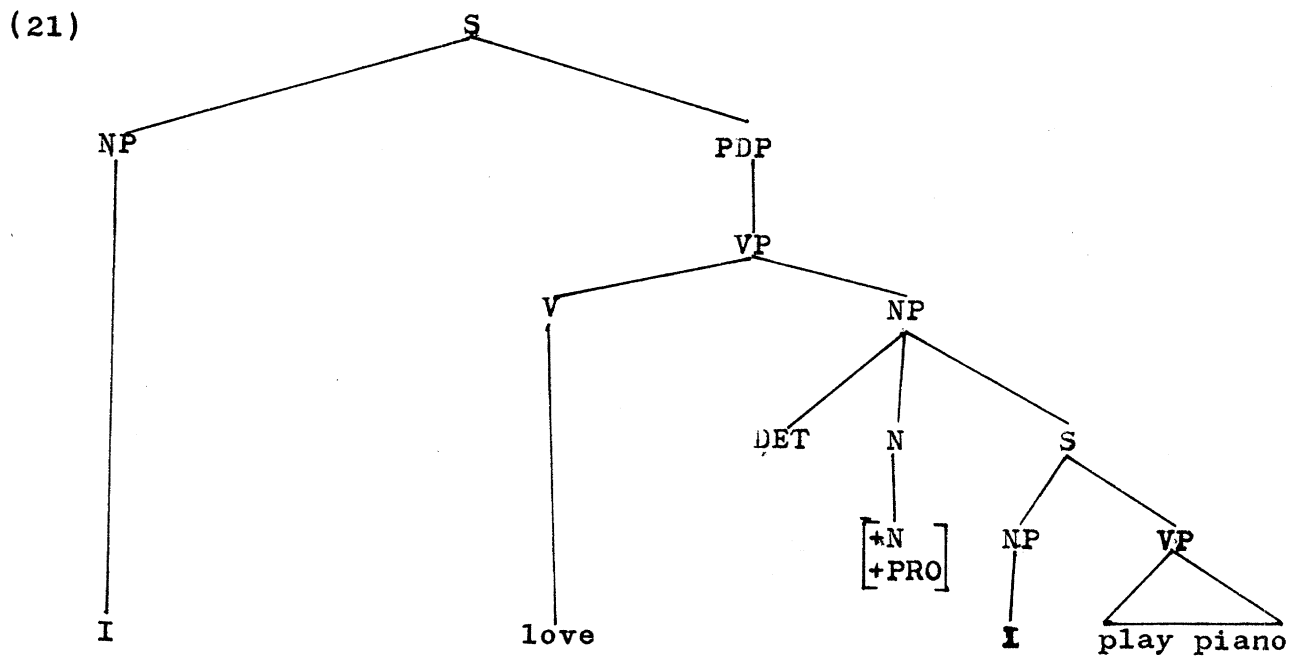 (21)
S
NP PDP
VP
V NP
DET N S
[+N NP VP
+PRO]
I love I play piano